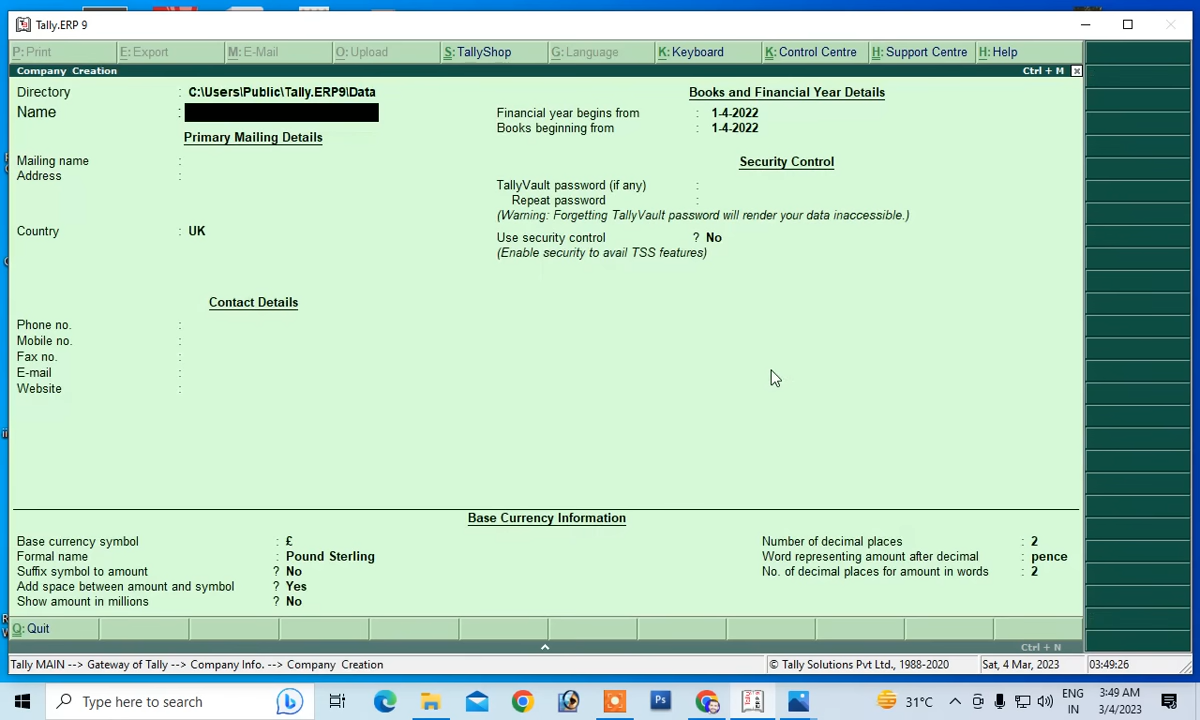 Tally.ERP 9
P: Print E: Export M: E-Mail O: Upload S: TallyShop G: Language K: Keyboard K: Control Centre H: Support Centre H: Help
Company Creation Ctrl + M x
Directory : C:\Users\Public\Tally.ERP9\Data
Name :
Primary Mailing Details
Mailing name :
Address :
Country : UK
Contact Details
Phone no. :
Mobile no. :
Fax no. :
E-mail :
Website :
Books and Financial Year Details
Financial year begins from : 1-4-2022
Books beginning from : 1-4-2022
Security Control
TallyVault password (if any) :
Repeat password :
(Warning: Forgetting TallyVault password will render your data inaccessible.)
Use security control ? No
(Enable security to avail TSS features)
Base Currency Information
Base currency symbol : £
Formal name : Pound Sterling
Suffix symbol to amount ? No
Add space between amount and symbol ? Yes
Show amount in millions ? No
Number of decimal places : 2
Word representing amount after decimal : pence
No. of decimal places for amount in words : 2
Q: Quit
Ctrl + N
Tally MAIN --> Gateway of Tally --> Company Info. --> Company Creation © Tally Solutions Pvt Ltd., 1988-2020 Sat, 4 Mar, 2023 03:49:26
Type here to search Ps 31°C ENG 3:49 AM
IN 3/4/2023